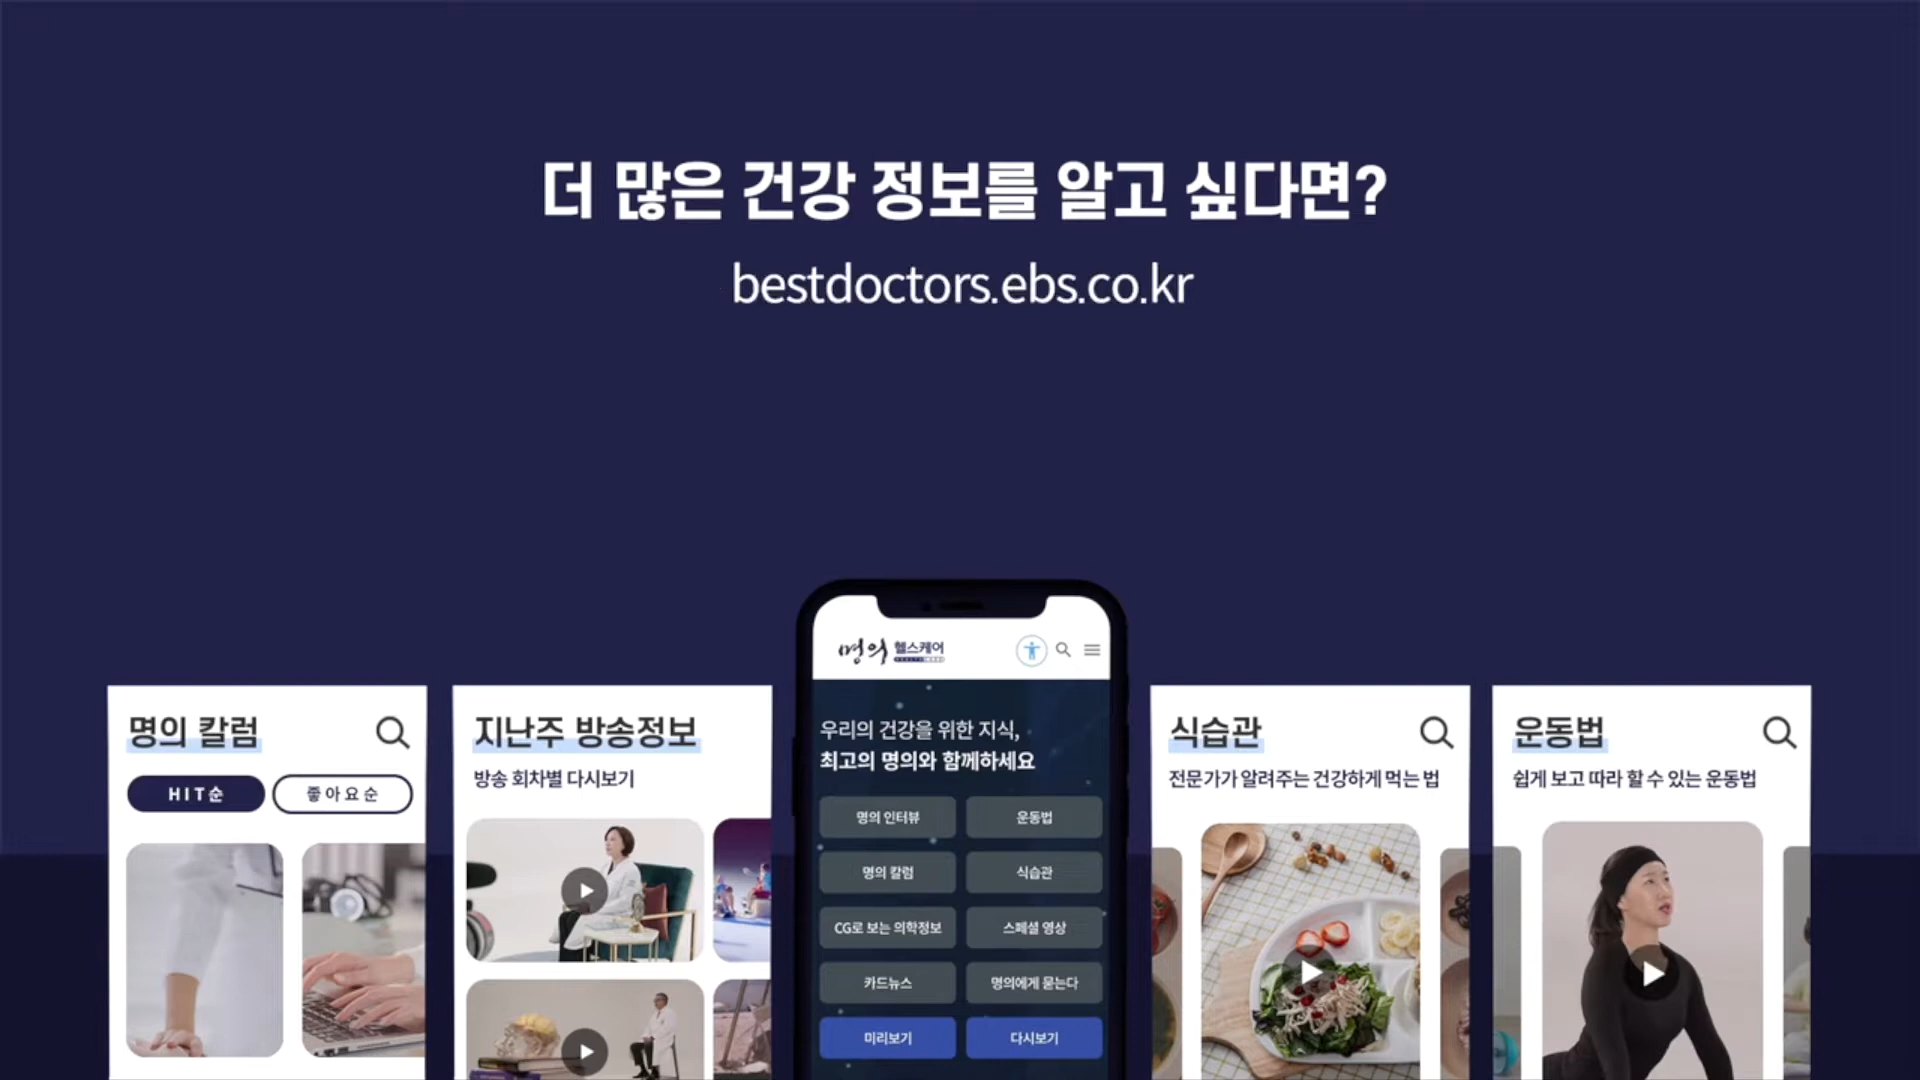 더 많은 건강 정보를 알고 싶다면?
bestdoctors.ebs.co.kr
명의 칼럼
HIT순
좋아요순
지난주 방송정보
방송 회차별 다시보기
명의 헬스케어
우리의 건강을 위한 지식,
최고의 명의와 함께하세요
명의 인터뷰
운동법
명의 칼럼
식습관
CG로 보는 의학정보
스페셜 영상
카드뉴스
명의에게 묻는다
미리보기
다시보기
식습관
전문가가 알려주는 건강하게 먹는 법
운동법
쉽게 보고 따라 할 수 있는 운동법